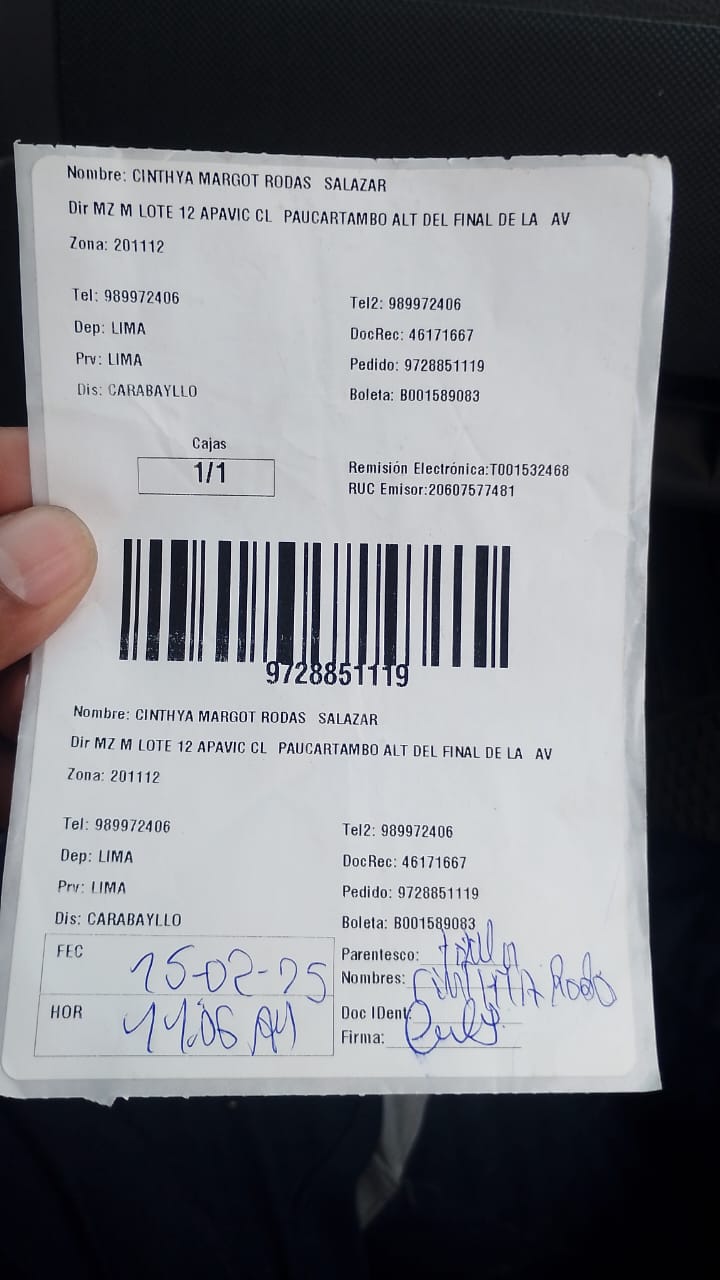 Nombre: CINTHYA MARGOT RODAS SALAZAR
Dir MZ M LOTE 12 APAVIC CL PAUCARTAMBO ALT DEL FINAL DE LA AV
Zona: 201112
Tel: 989972406
Tel2: 989972406
Dep: LIMA
DocRec: 46171667
Prv: LIMA
Pedido: 9728851119
Dis: CARABAYLLO
Boleta: B001589083
Cajas
1/1
Remisión Electrónica:T001532468
RUC Emisor:20607577481
9728851119
Nombre: CINTHYA MARGOT RODAS SALAZAR
Dir MZ M LOTE 12 APAVIC CL PAUCARTAMBO ALT DEL FINAL DE LA AV
Zona: 201112
Tel: 989972406
Tel2: 989972406
Dep: LIMA
DocRec: 46171667
Prv: LIMA
Pedido: 9728851119
Dis: CARABAYLLO
Boleta: B001589083
FEC 15-02-25
Parentesco:
Nombres:
HOR 11:06 AM
Doc IDent:
Firma: